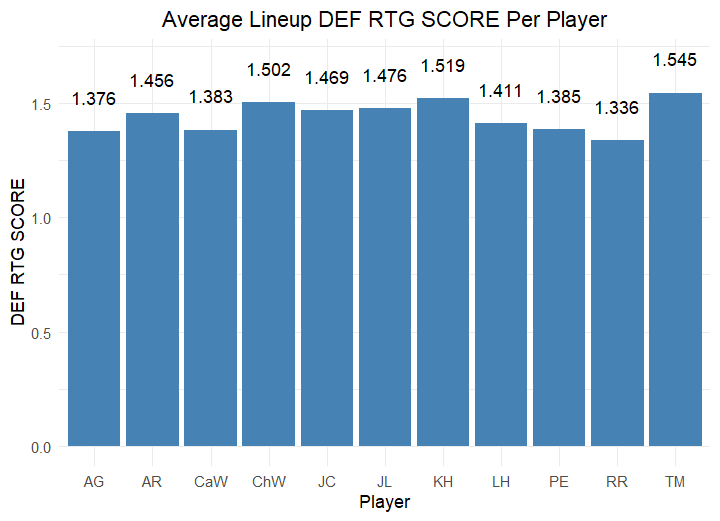 Average Lineup DEF RTG SCORE Per Player
DEF RTG SCORE
1.376 1.456 1.383 1.502 1.469 1.476 1.519 1.411 1.385 1.336 1.545
1.5
1.0
0.5
0.0
AG AR CaW ChW JC JL KH LH PE RR TM
Player